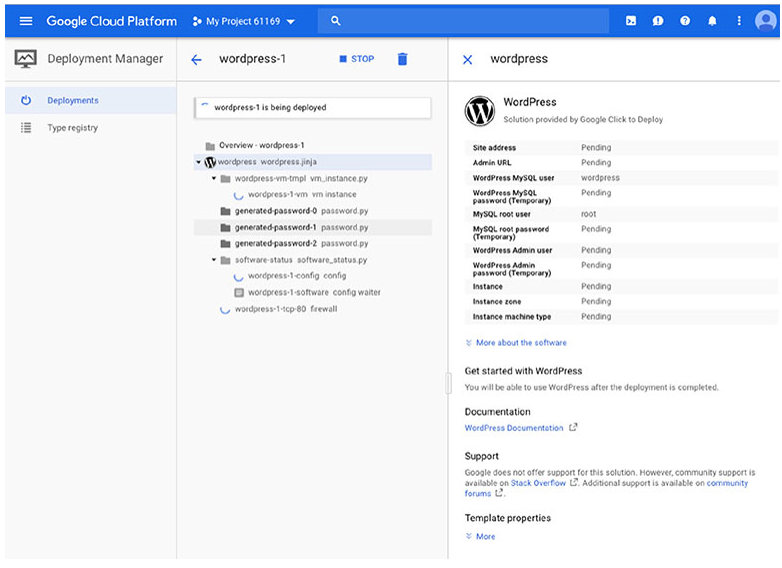 Google Cloud Platform
My Project 61169
Deployment Manager
Deployments
Type registry
wordpress-1
STOP
wordpress-1 is being deployed
Overview - wordpress-1
wordpress wordpress.jinja
wordpress-vm-tmpl vm_instance.py
wordpress-1-vm vm instance
generated-password-0 password.py
generated-password-1 password.py
generated-password-2 password.py
software-status software_status.py
wordpress-1-config config
wordpress-1-software config waiter
wordpress-1-tcp-80 firewall
wordpress
WordPress
Solution provided by Google Click to Deploy
Site address Pending
Admin URL Pending
WordPress MySQL user wordpress
WordPress MySQL Pending
password (Temporary)
MySQL root user root
MySQL root password Pending
(Temporary)
WordPress Admin user Pending
WordPress Admin Pending
password (Temporary)
Instance Pending
Instance zone Pending
Instance machine type Pending
More about the software
Get started with WordPress
You will be able to use WordPress after the deployment is completed.
Documentation
WordPress Documentation
Support
Google does not offer support for this solution. However, community support is
available on Stack Overflow. Additional support is available on community
forums.
Template properties
More